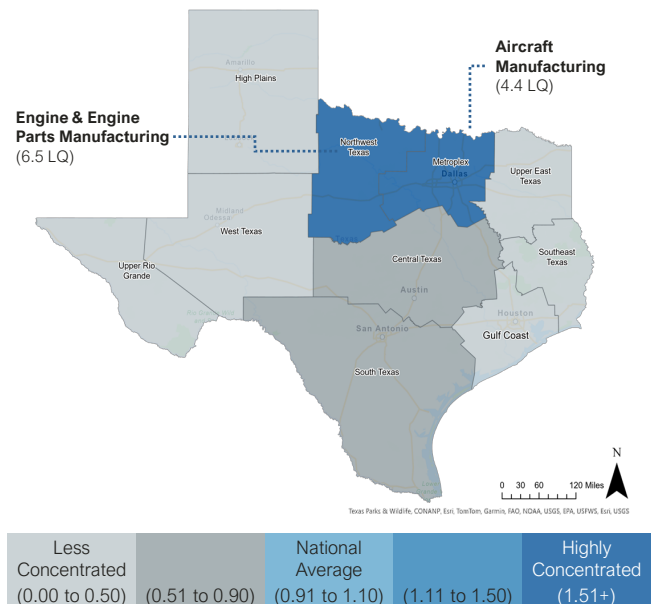 Aircraft
Manufacturing
(4.4 LQ)
Engine & Engine
Parts Manufacturing
(6.5 LQ)
Amarillo
High Plains
Northwest
Texas
Metroplex
Dallas
Upper East
Texas
Midland
Odessa
West Texas
Upper Rio
Grande
Central Texas
Austin
Southeast
Texas
Houston
Gulf Coast
San Antonio
South Texas
N
0 30 60 120 Miles
Texas Parks & Wildlife, CONANP, Esri, TomTom, Garmin, FAO, NOAA, USGS, EPA, USFWS, Esri, USGS
Less
Concentrated
(0.00 to 0.50)
(0.51 to 0.90)
National
Average
(0.91 to 1.10)
(1.11 to 1.50)
Highly
Concentrated
(1.51+)